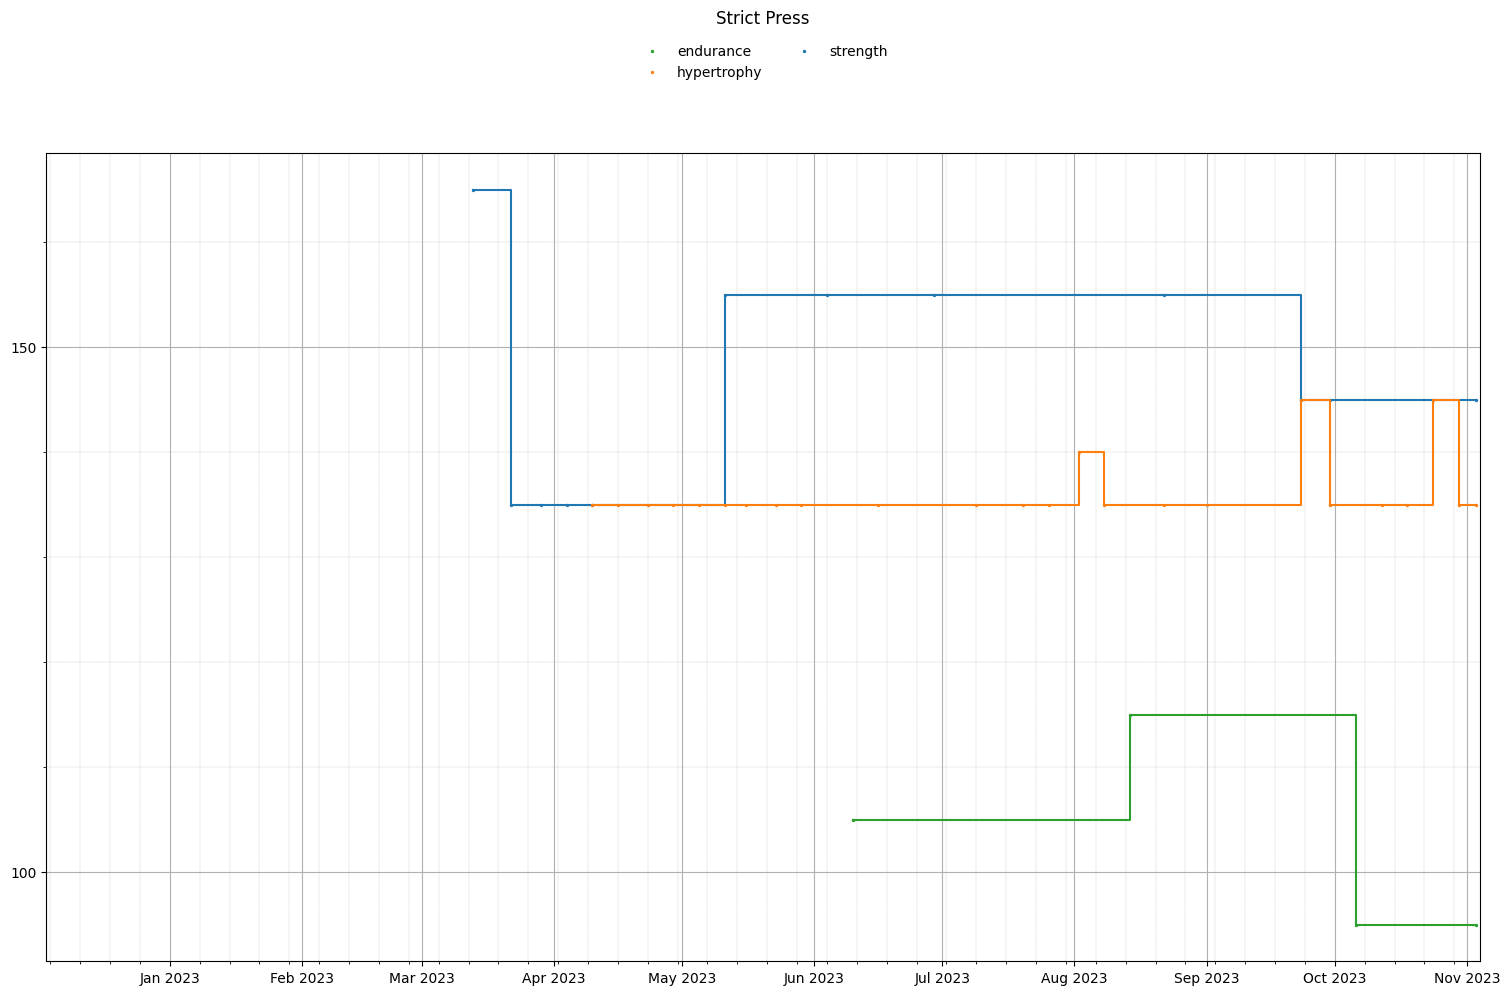 Strict Press
endurance
strength
hypertrophy
150
100
Jan 2023
Feb 2023
Mar 2023
Apr 2023
May 2023
Jun 2023
Jul 2023
Aug 2023
Sep 2023
Oct 2023
Nov 2023